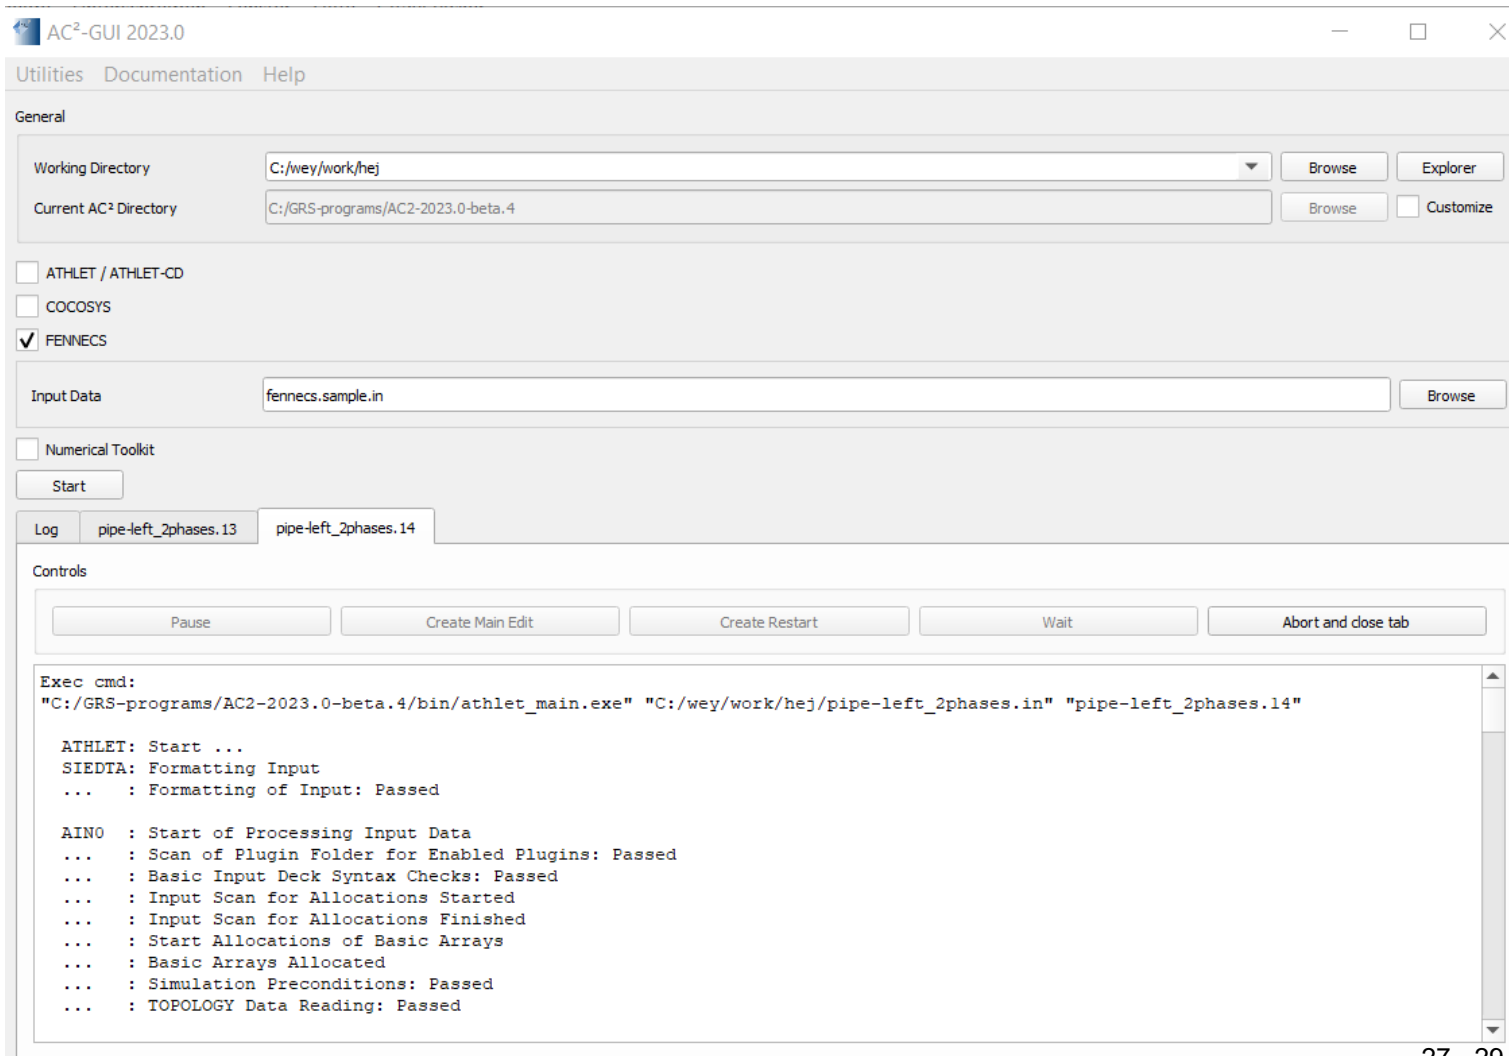 AC²-GUI 2023.0
Utilities Documentation Help
General
Working Directory C:/wey/work/hej Browse Explorer
Current AC² Directory C:/GRS-programs/AC2-2023.0-beta.4 Browse Customize
ATHLET / ATHLET-CD
COCOSYS
FENNECS
Input Data fennecs.sample.in Browse
Numerical Toolkit
Start
Log pipe-left_2phases.13 pipe-left_2phases.14
Controls
Pause Create Main Edit Create Restart Wait Abort and close tab
Exec cmd:
"C:/GRS-programs/AC2-2023.0-beta.4/bin/athlet_main.exe" "C:/wey/work/hej/pipe-left_2phases.in" "pipe-left_2phases.14"
ATHLET: Start ...
SIEDTA: Formatting Input
... : Formatting of Input: Passed
AIN0 : Start of Processing Input Data
... : Scan of Plugin Folder for Enabled Plugins: Passed
... : Basic Input Deck Syntax Checks: Passed
... : Input Scan for Allocations Started
... : Input Scan for Allocations Finished
... : Start Allocations of Basic Arrays
... : Basic Arrays Allocated
... : Simulation Preconditions: Passed
... : TOPOLOGY Data Reading: Passed